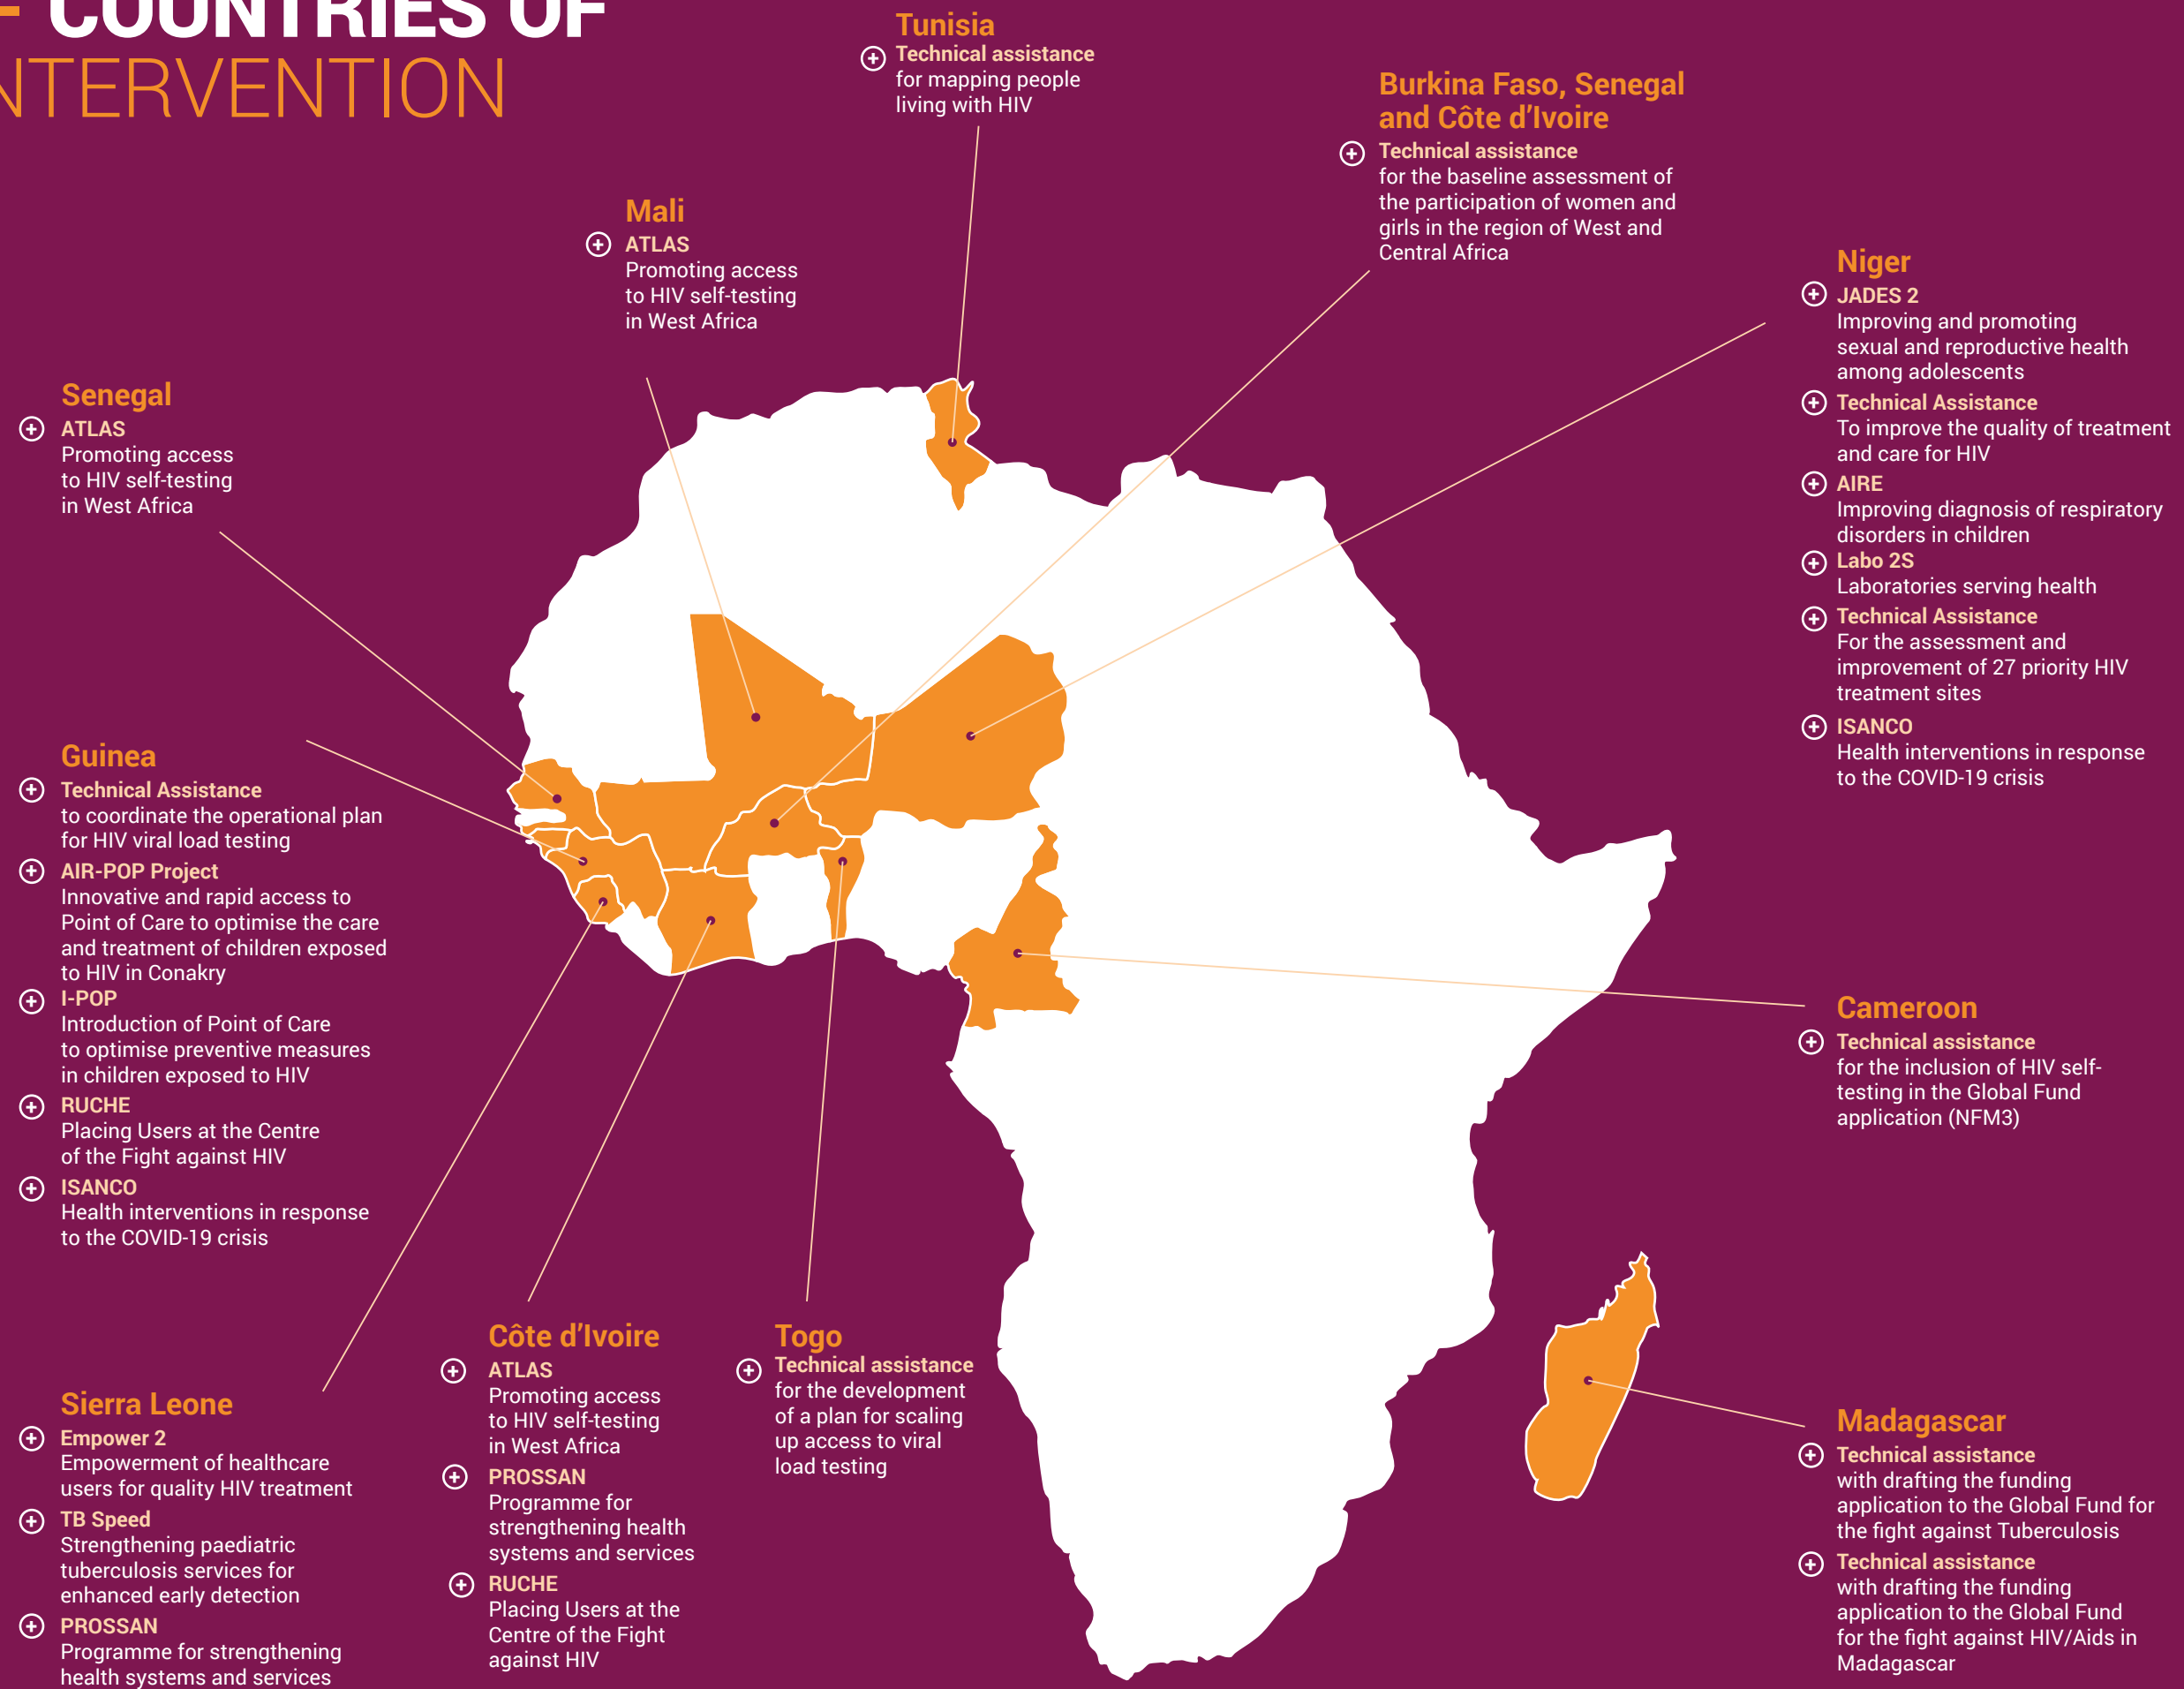 COUNTRIES OF
NTERVENTION
Tunisia
Technical assistance
for mapping people
living with HIV
Burkina Faso, Senegal
and Côte d'Ivoire
Technical assistance
for the baseline assessment of
the participation of women and
girls in the region of West and
Central Africa
Mali
ATLAS
Promoting access
to HIV self-testing
in West Africa
Niger
JADES 2
Improving and promoting
sexual and reproductive health
among adolescents
Technical Assistance
To improve the quality of treatment
and care for HIV
AIRE
Improving diagnosis of respiratory
disorders in children
Labo 2S
Laboratories serving health
Technical Assistance
For the assessment and
improvement of 27 priority HIV
treatment sites
ISANCO
Health interventions in response
to the COVID-19 crisis
Senegal
ATLAS
Promoting access
to HIV self-testing
in West Africa
Guinea
Technical Assistance
to coordinate the operational plan
for HIV viral load testing
AIR-POP Project
Innovative and rapid access to
Point of Care to optimise the care
and treatment of children exposed
to HIV in Conakry
I-POP
Introduction of Point of Care
to optimise preventive measures
in children exposed to HIV
RUCHE
Placing Users at the Centre
of the Fight against HIV
ISANCO
Health interventions in response
to the COVID-19 crisis
Cameroon
Technical assistance
for the inclusion of HIV self-
testing in the Global Fund
application (NFM3)
Sierra Leone
Empower 2
Empowerment of healthcare
users for quality HIV treatment
TB Speed
Strengthening paediatric
tuberculosis services for
enhanced early detection
PROSSAN
Programme for strengthening
health systems and services
Côte d'Ivoire
ATLAS
Promoting access
to HIV self-testing
in West Africa
PROSSAN
Programme for
strengthening health
systems and services
RUCHE
Placing Users at the
Centre of the Fight
against HIV
Togo
Technical assistance
for the development
of a plan for scaling
up access to viral
load testing
Madagascar
Technical assistance
with drafting the funding
application to the Global Fund for
the fight against Tuberculosis
Technical assistance
with drafting the funding
application to the Global Fund
for the fight against HIV/Aids in
Madagascar